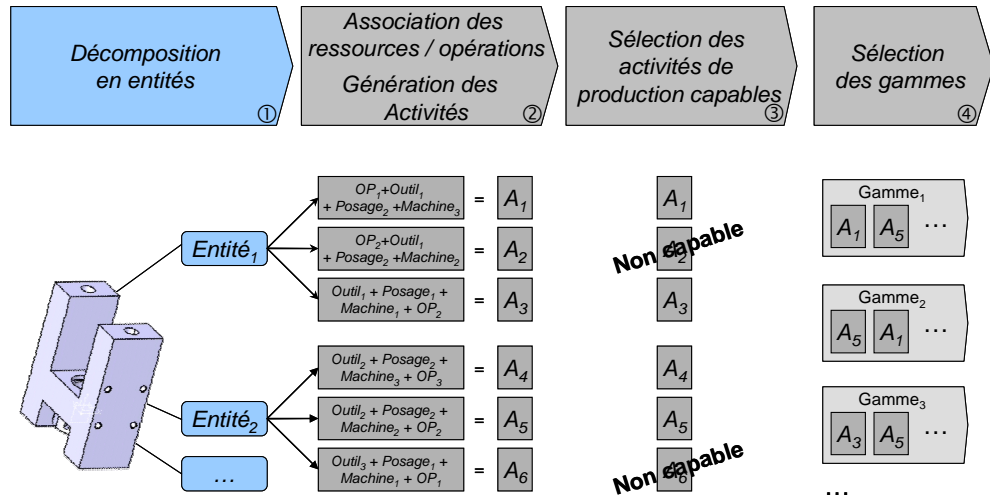 Décomposition
en entités
①
Association des
ressources / opérations
Génération des
Activités
②
Sélection des
activités de
production capables
③
Sélection
des gammes
④
Entité1
OP1+Outil1
+ Posage2 +Machine3
= A1
OP2+Outil1
+ Posage2 +Machine2
= A2
Outil1 + Posage1 +
Machine1 + OP2
= A3
Entité2
Outil2 + Posage2 +
Machine3 + OP3
= A4
Outil2 + Posage2 +
Machine2 + OP2
= A5
Outil3 + Posage1 +
Machine1 + OP1
= A6
...
A1
A2
Non capable
A3
A4
A5
A6
Non capable
Gamme1
A1 A5 ...
Gamme2
A5 A1 ...
Gamme3
A3 A5 ...
...